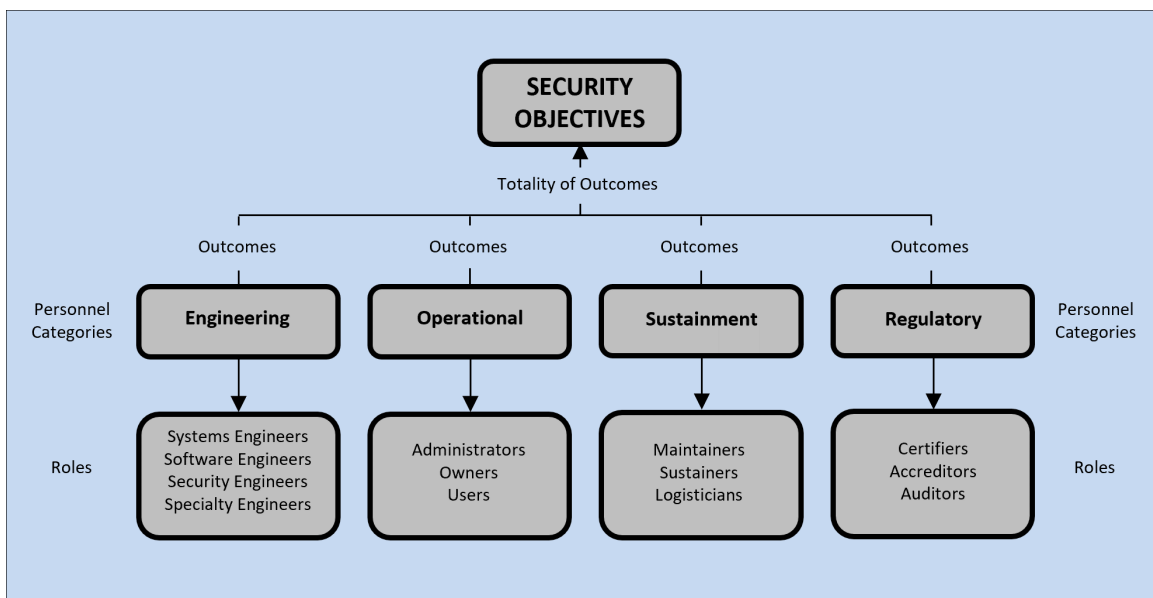 SECURITY
OBJECTIVES
Totality of Outcomes
Outcomes
Outcomes
Outcomes
Outcomes
Personnel
Categories
Engineering
Operational
Sustainment
Regulatory
Personnel
Categories
Roles
Systems Engineers
Software Engineers
Security Engineers
Specialty Engineers
Administrators
Owners
Users
Maintainers
Sustainers
Logisticians
Certifiers
Accreditors
Auditors
Roles